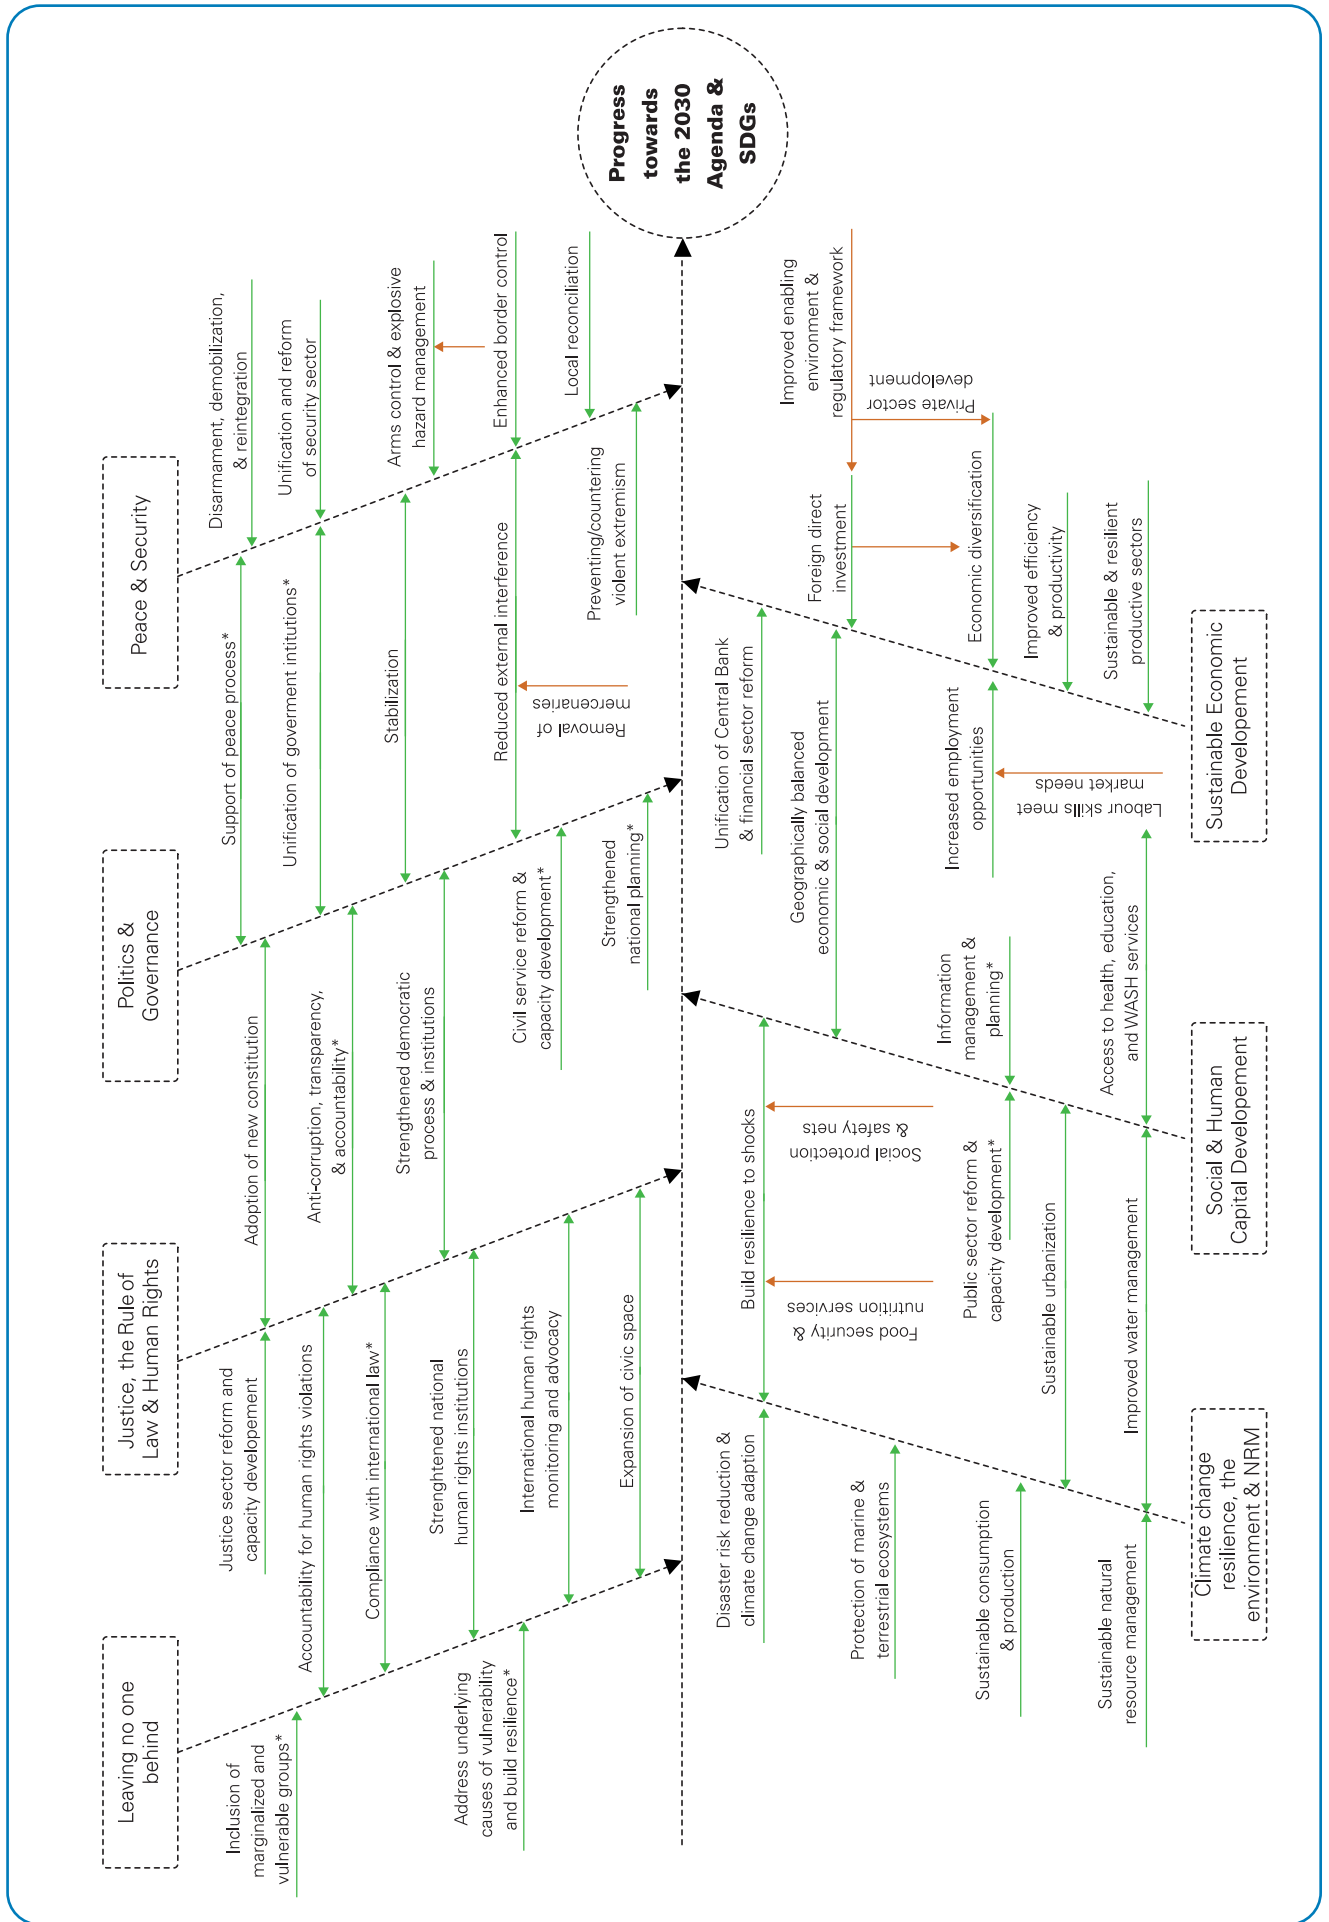 Leaving no one
behind
Justice, the Rule of
Law & Human Rights
Politics &
Governance
Peace & Security
Inclusion of
marginalized and
vulnerable groups*
Address underlying
causes of vulnerability
and build resilience*
Justice sector reform and
capacity developement
Accountability for human rights violations
Compliance with international law*
Strenghtened national
human rights institutions
International human rights
monitoring and advocacy
Expansion of civic space
Adoption of new constitution
Anti-corruption, transparency,
& accountability*
Strengthened democratic
process & institutions
Civil service reform &
capacity development*
Strengthened
national planning*
Support of peace process*
Unification of goverment intitutions*
Stabilization
Reduced external interference
Removal of
mercenaries
Preventing/countering
violent extremism
Disarmament, demobilization,
& reintegration
Unification and reform
of security sector
Arms control & explosive
hazard management
Enhanced border control
Local reconciliation
Progress
towards
the 2030
Agenda &
SDGs
Disaster risk reduction &
climate change adaption
Protection of marine &
terrestrial ecosystems
Sustainable consumption
& production
Sustainable natural
resource management
Build resilience to shocks
Food security &
nutrition services
Social protection
& safety nets
Public sector reform &
capacity development*
Sustainable urbanization
Improved water management
Information
management &
planning*
Access to health, education,
and WASH services
Unification of Central Bank
& financial sector reform
Geographically balanced
economic & social development
Increased employment
opportunities
Labour skills meet
market needs
Improved enabling
environment &
regulatory framework
Private sector
development
Foreign direct
investment
Economic diversification
Improved efficiency
& productivity
Sustainable & resilient
productive sectors
Climate change
resilience, the
environment & NRM
Social & Human
Capital Developement
Sustainable Economic
Developement